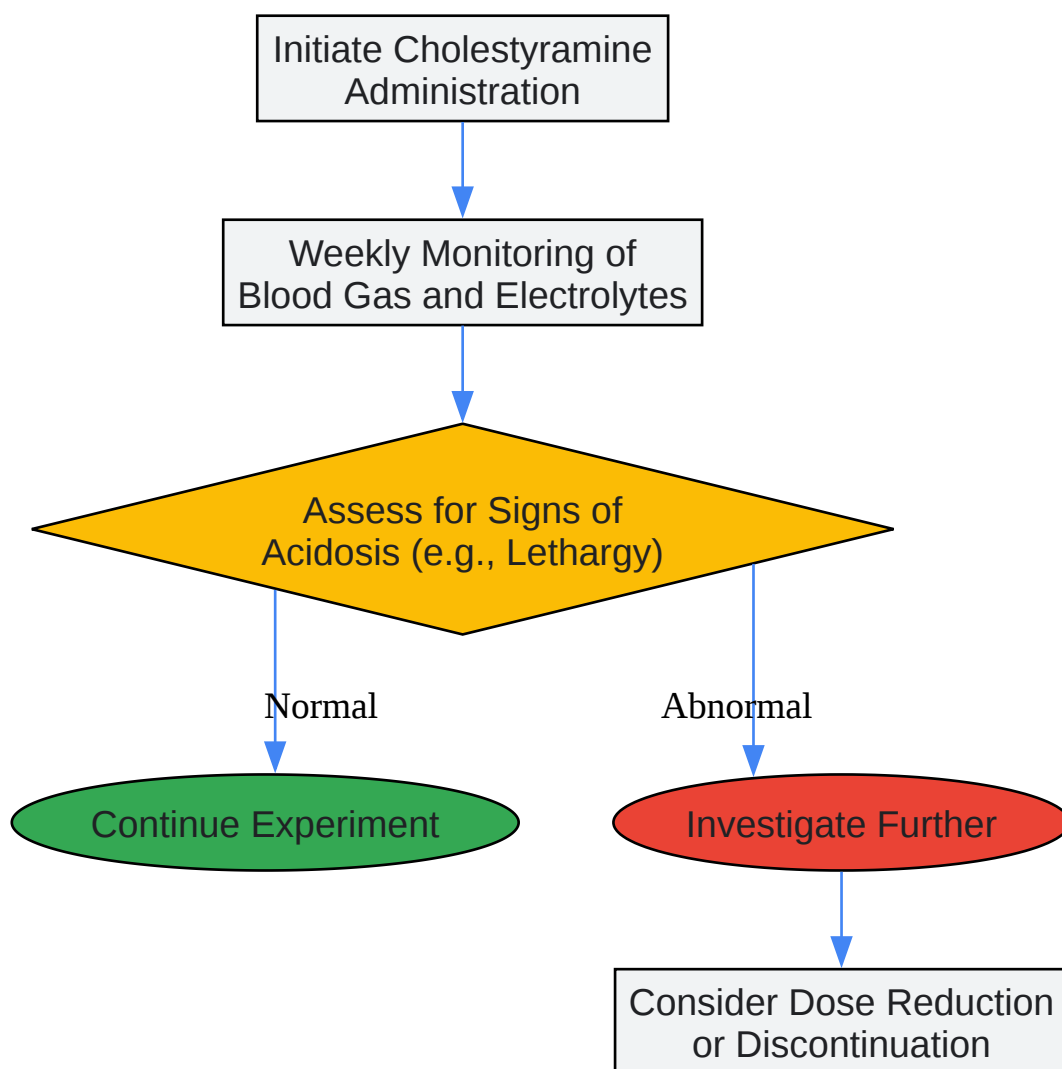 Initiate Cholestyramine
Administration
Weekly Monitoring of
Blood Gas and Electrolytes
Assess for Signs of
Acidosis (e.g., Lethargy)
Normal
Abnormal
Continue Experiment
Investigate Further
Consider Dose Reduction
or Discontinuation